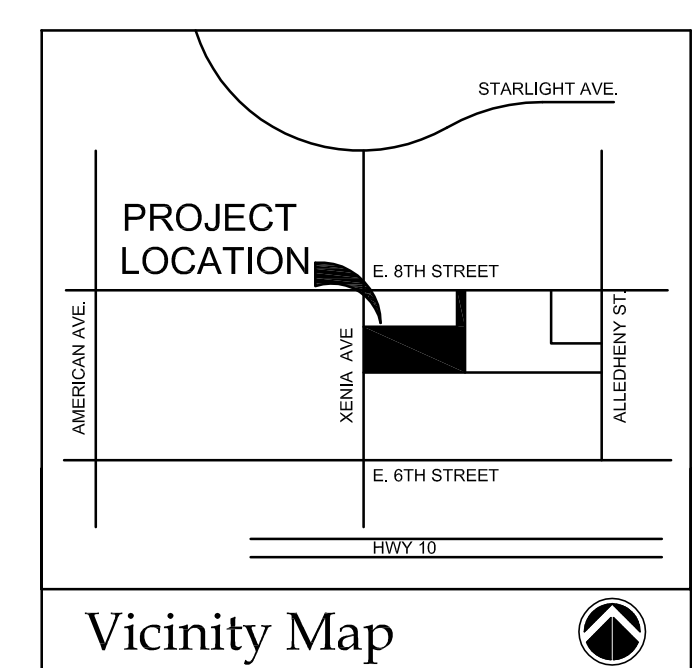 STARLIGHT AVE.
PROJECT
LOCATION
E. 8TH STREET
AMERICAN AVE.
XENIA AVE
ALLEDHENY ST.
E. 6TH STREET
HWY 10
Vicinity Map